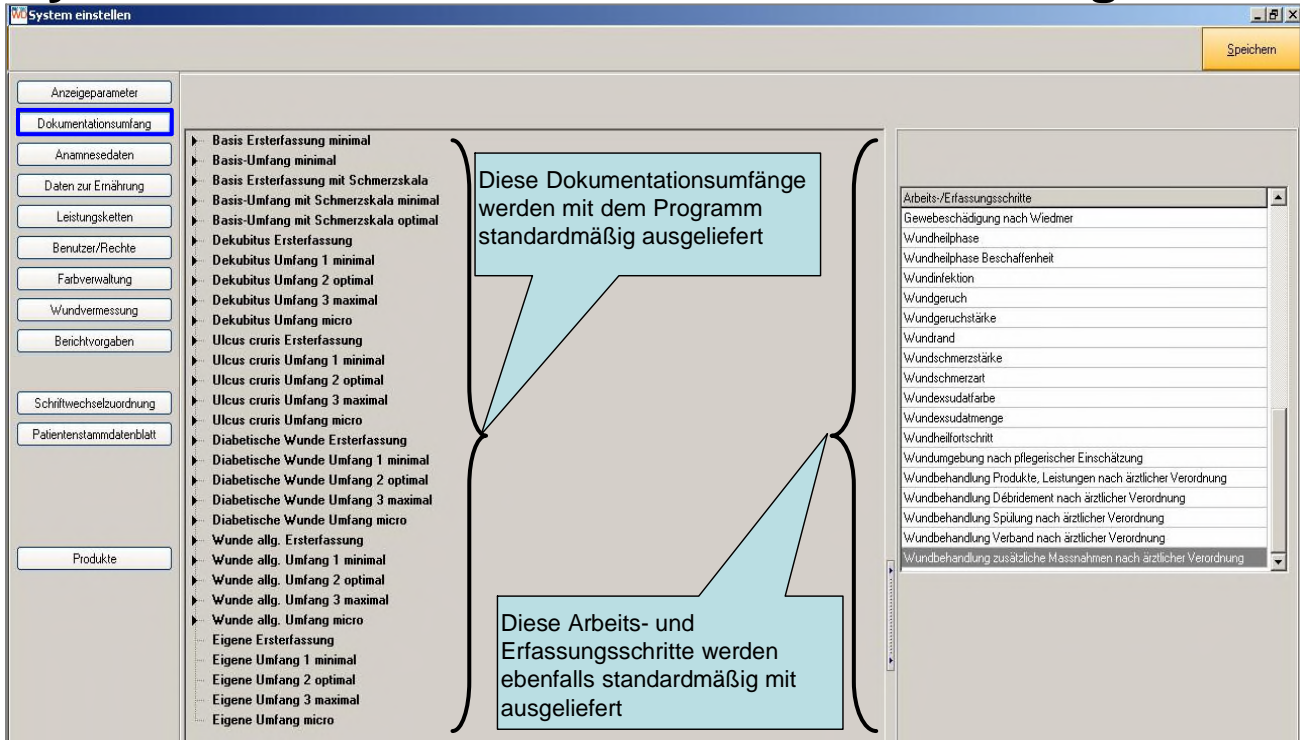 WD System einstellen
Speichern
Anzeigeparameter
Dokumentationsumfang
Anamnesedaten
Daten zur Ernährung
Leistungsketten
Benutzer/Rechte
Farbverwaltung
Wundvermessung
Berichtvorgaben
Schriftwechselzuordnung
Patientenstammdatenblatt
Produkte
Basis Ersterfassung minimal
Basis-Umfang minimal
Basis Ersterfassung mit Schmerzskala
Basis-Umfang mit Schmerzskala minimal
Basis-Umfang mit Schmerzskala optimal
Dekubitus Ersterfassung
Dekubitus Umfang 1 minimal
Dekubitus Umfang 2 optimal
Dekubitus Umfang 3 maximal
Dekubitus Umfang micro
Ulcus cruris Ersterfassung
Ulcus cruris Umfang 1 minimal
Ulcus cruris Umfang 2 optimal
Ulcus cruris Umfang 3 maximal
Ulcus cruris Umfang micro
Diabetische Wunde Ersterfassung
Diabetische Wunde Umfang 1 minimal
Diabetische Wunde Umfang 2 optimal
Diabetische Wunde Umfang 3 maximal
Diabetische Wunde Umfang micro
Wunde allg. Ersterfassung
Wunde allg. Umfang 1 minimal
Wunde allg. Umfang 2 optimal
Wunde allg. Umfang 3 maximal
Wunde allg. Umfang micro
Eigene Ersterfassung
Eigene Umfang 1 minimal
Eigene Umfang 2 optimal
Eigene Umfang 3 maximal
Eigene Umfang micro
Diese Dokumentationsumfänge
werden mit dem Programm
standardmäßig ausgeliefert
Diese Arbeits- und
Erfassungsschritte werden
ebenfalls standardmäßig mit
ausgeliefert
Arbeits-/Erfassungsschritte
Gewebeschädigung nach Wiedmer
Wundheilphase
Wundheilphase Beschaffenheit
Wundinfektion
Wundgeruch
Wundgeruchstärke
Wundrand
Wundschmerzstärke
Wundschmerzart
Wundexsudatfarbe
Wundexsudatmenge
Wundheilfortschritt
Wundumgebung nach pflegerischer Einschätzung
Wundbehandlung Produkte, Leistungen nach ärztlicher Verordnung
Wundbehandlung Débridement nach ärztlicher Verordnung
Wundbehandlung Spülung nach ärztlicher Verordnung
Wundbehandlung Verband nach ärztlicher Verordnung
Wundbehandlung zusätzliche Massnahmen nach ärztlicher Verordnung